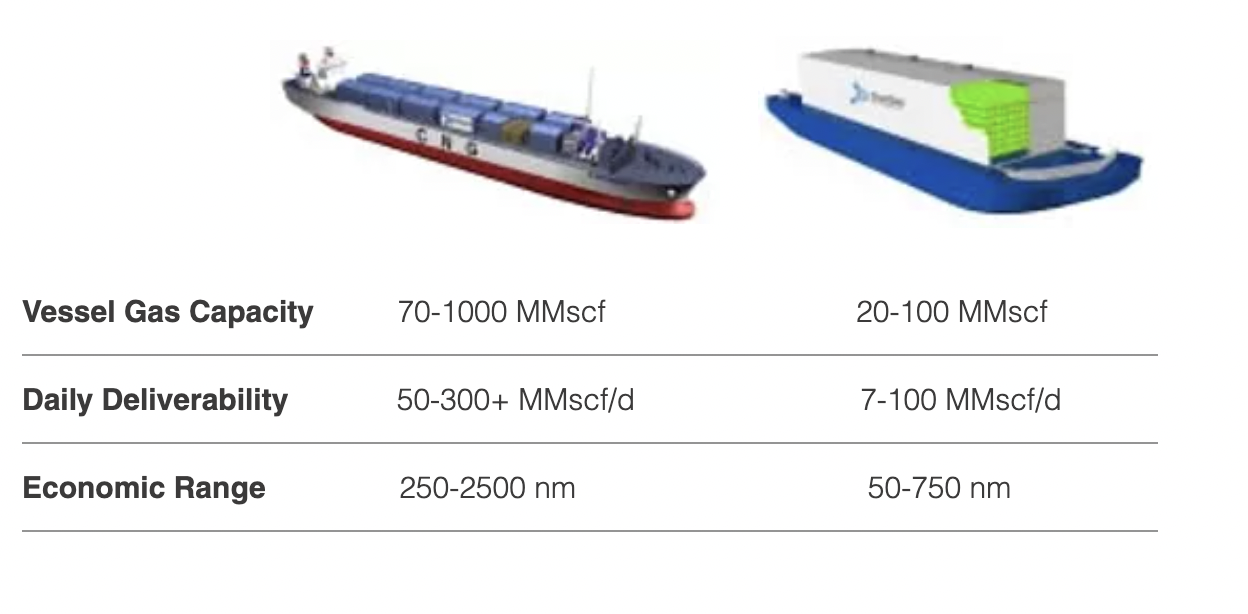 C N G
Vessel Gas Capacity 70-1000 MMscf 20-100 MMscf
Daily Deliverability 50-300+ MMscf/d 7-100 MMscf/d
Economic Range 250-2500 nm 50-750 nm